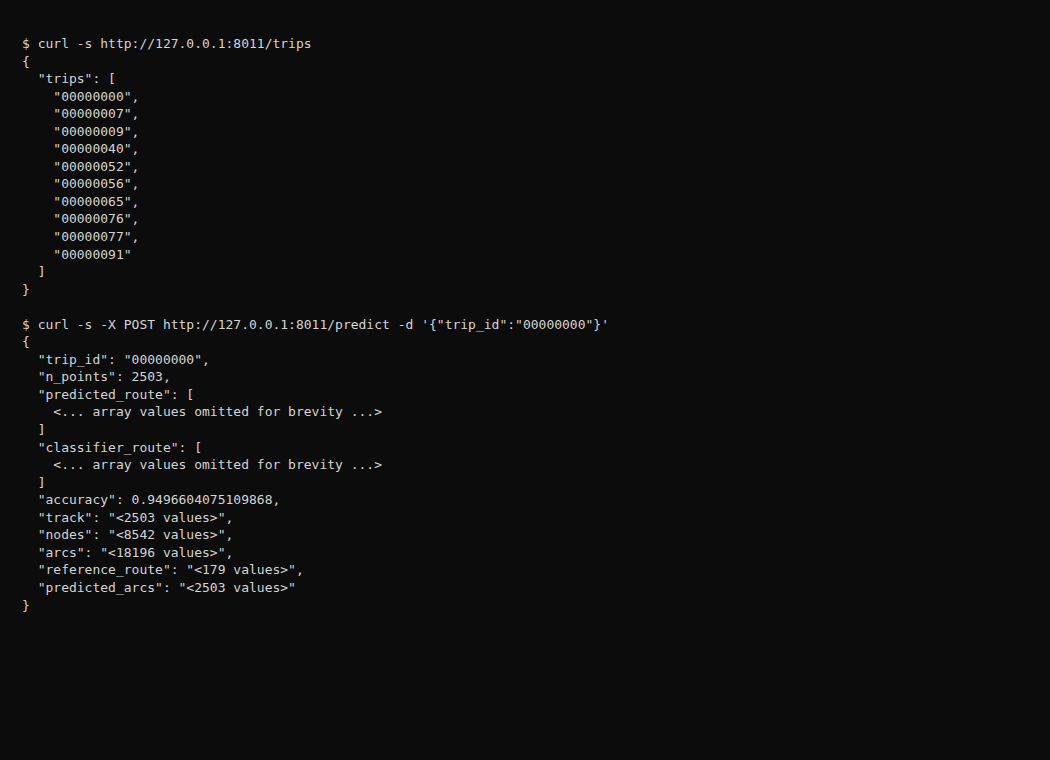 $ curl -s http://127.0.0.1:8011/trips
{
  "trips": [
    "00000000",
    "00000007",
    "00000009",
    "00000040",
    "00000052",
    "00000056",
    "00000065",
    "00000076",
    "00000077",
    "00000091"
  ]
}

$ curl -s -X POST http://127.0.0.1:8011/predict -d '{"trip_id":"00000000"}'
{
  "trip_id": "00000000",
  "n_points": 2503,
  "predicted_route": [
    <... array values omitted for brevity ...>
  ]
  "classifier_route": [
    <... array values omitted for brevity ...>
  ]
  "accuracy": 0.9496604075109868,
  "track": "<2503 values>",
  "nodes": "<8542 values>",
  "arcs": "<18196 values>",
  "reference_route": "<179 values>",
  "predicted_arcs": "<2503 values>"
}